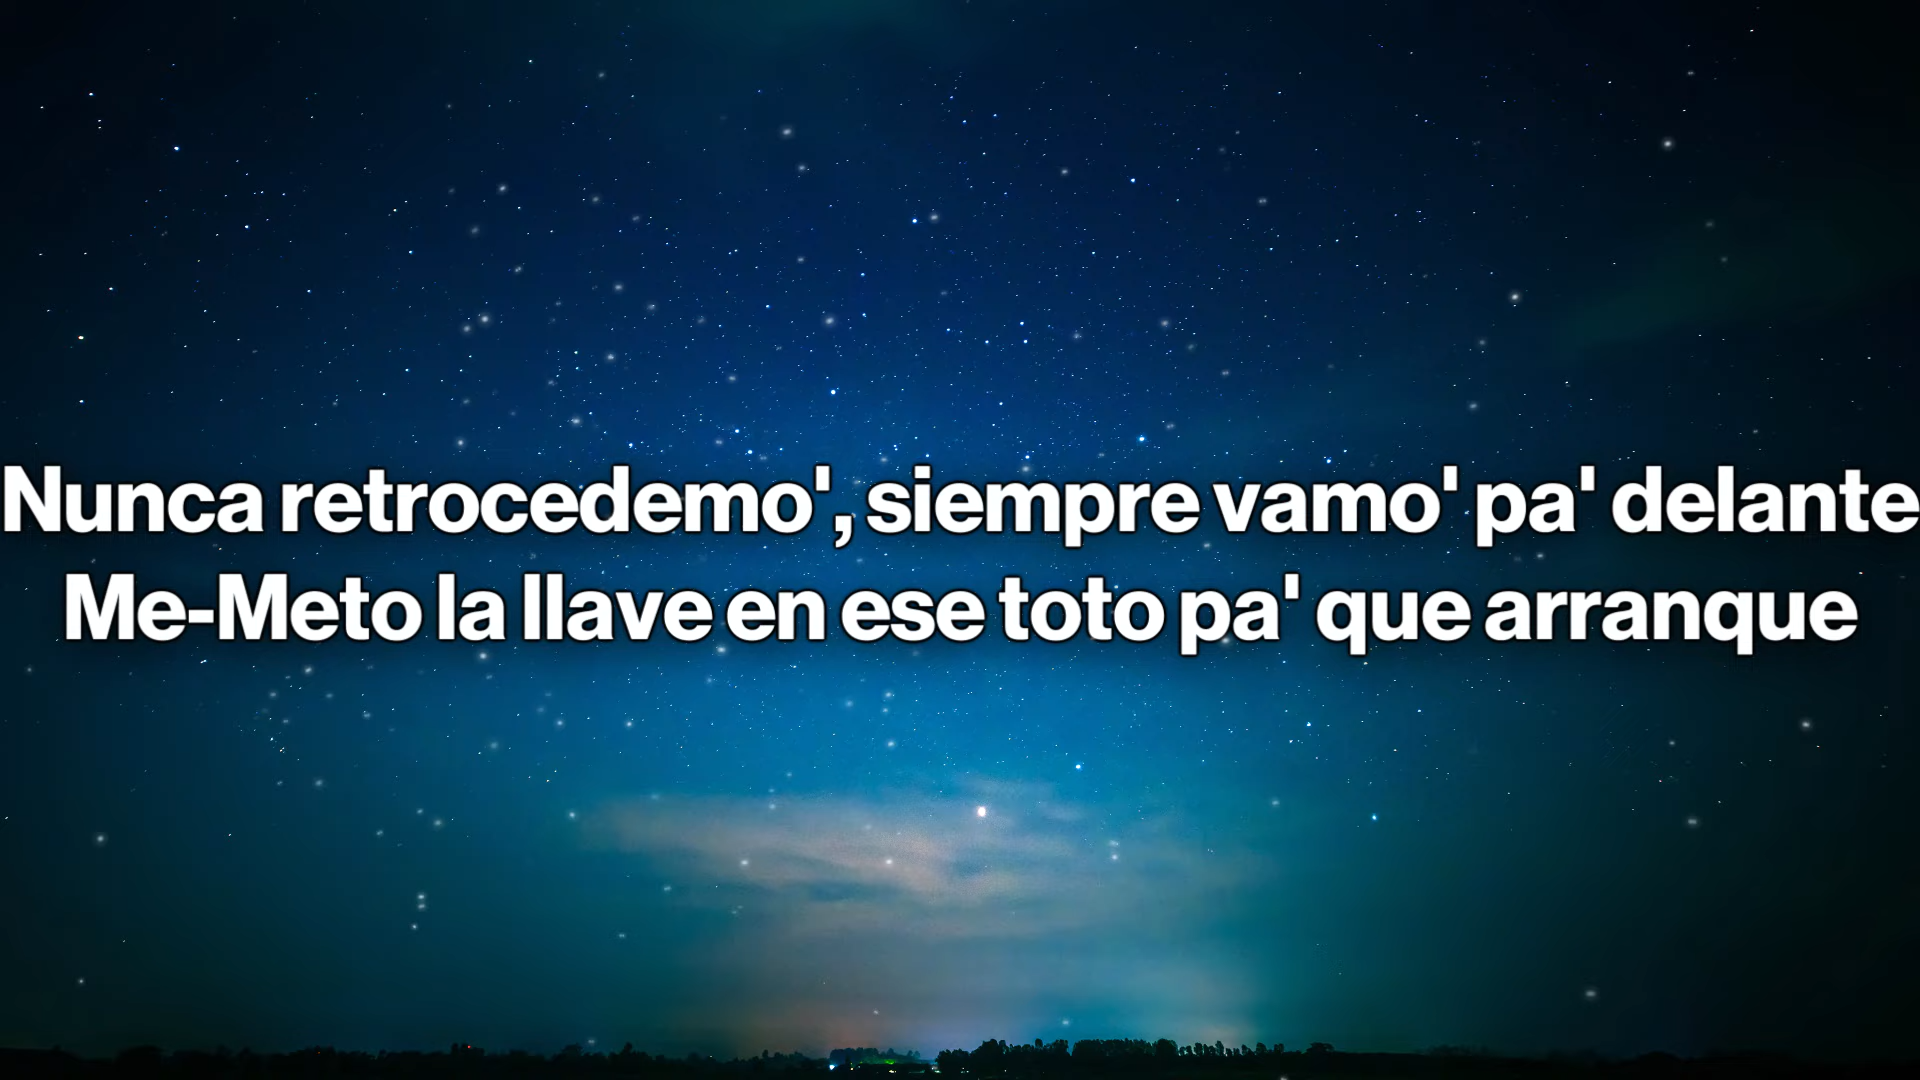 Nunca retrocedemo', siempre vamo' pa' delante
Me-Meto la llave en ese toto pa' que arranque